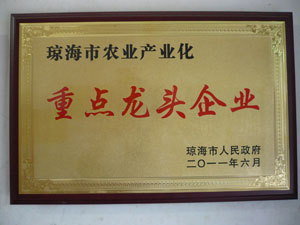 琼海市农业产业化
重点龙头企业
琼海市人民政府
二〇一一年六月